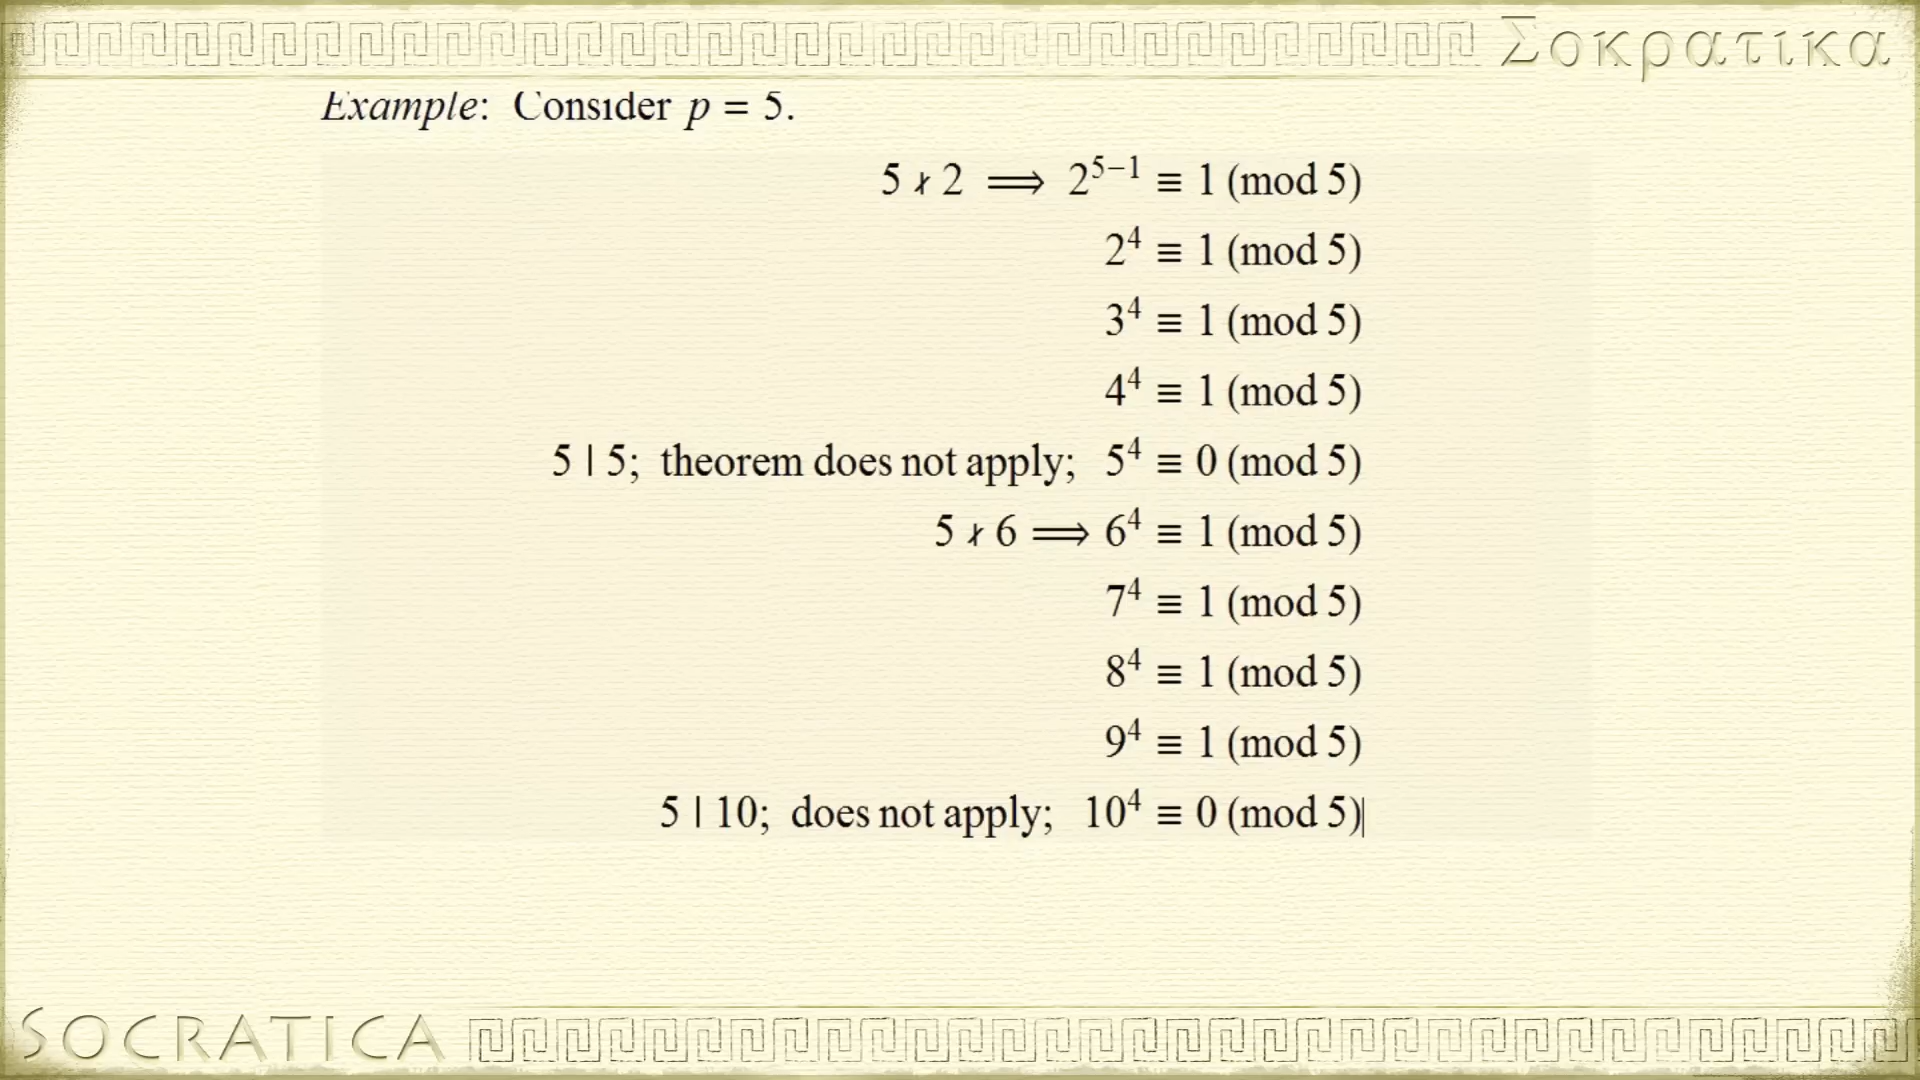 Σοκρατικα
Example: Consider p = 5.
5 ∤ 2 ⟹ 2^{5−1} ≡ 1 (mod 5)
2^4 ≡ 1 (mod 5)
3^4 ≡ 1 (mod 5)
4^4 ≡ 1 (mod 5)
5 | 5; theorem does not apply; 5^4 ≡ 0 (mod 5)
5 ∤ 6 ⟹ 6^4 ≡ 1 (mod 5)
7^4 ≡ 1 (mod 5)
8^4 ≡ 1 (mod 5)
9^4 ≡ 1 (mod 5)
5 | 10; does not apply; 10^4 ≡ 0 (mod 5)
SOCRATICA